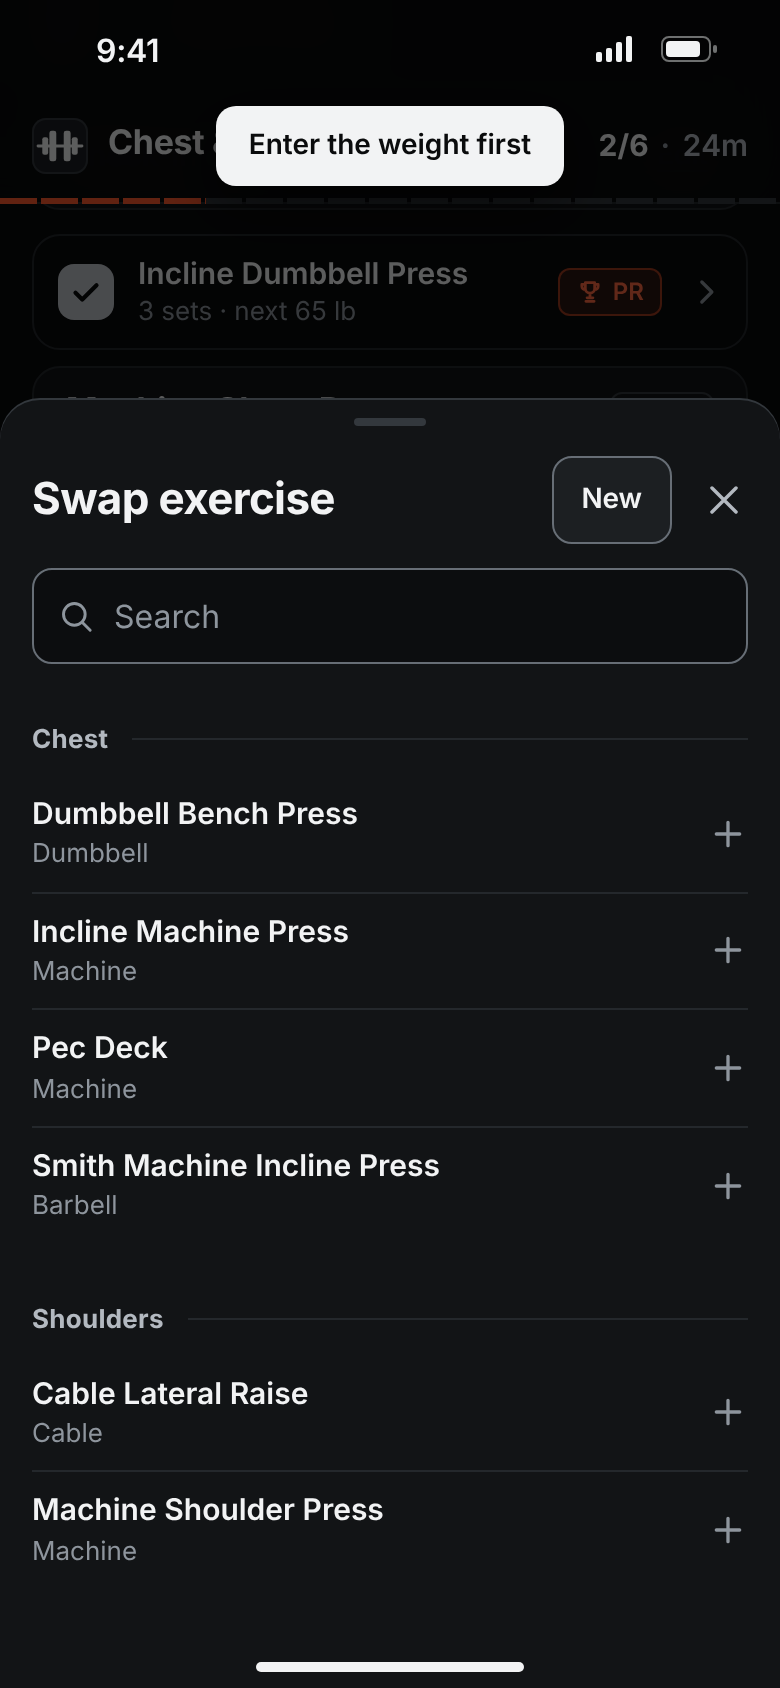 9:41
Chest
Enter the weight first
2/6 · 24m
Incline Dumbbell Press
3 sets · next 65 lb
PR
Swap exercise
New
Search
Chest
Dumbbell Bench Press
Dumbbell
Incline Machine Press
Machine
Pec Deck
Machine
Smith Machine Incline Press
Barbell
Shoulders
Cable Lateral Raise
Cable
Machine Shoulder Press
Machine